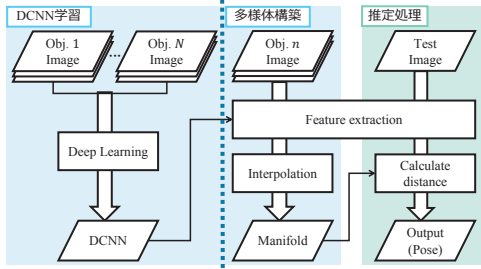 DCNN学習
Obj. 1
Image
...
Obj. N
Image
Deep Learning
DCNN
多様体構築
Obj. n
Image
Feature extraction
Interpolation
Manifold
推定処理
Test
Image
Calculate
distance
Output
(Pose)